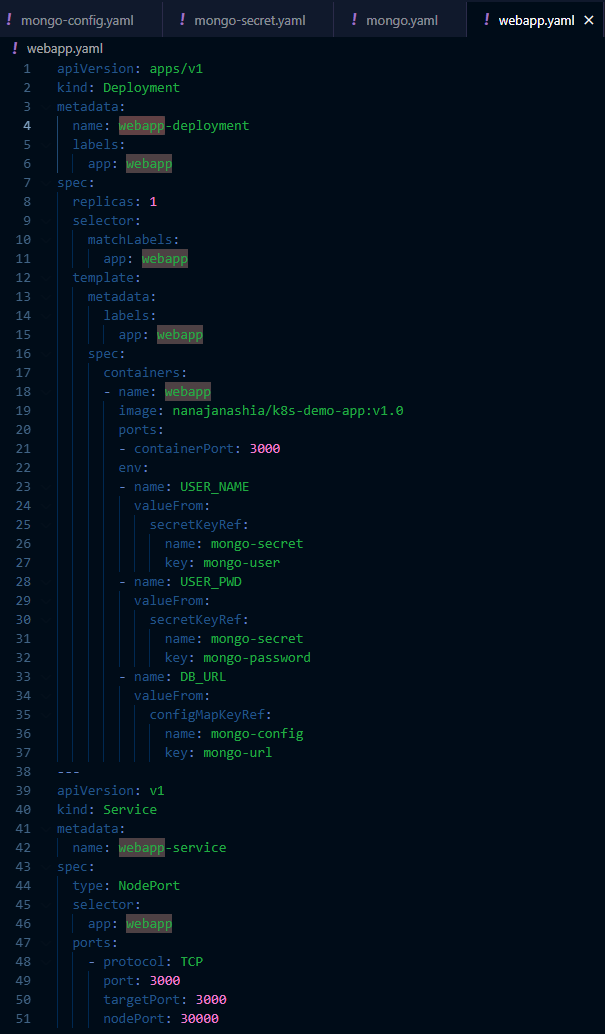 ! mongo-config.yaml ! mongo-secret.yaml ! mongo.yaml ! webapp.yaml ×
! webapp.yaml
1 apiVersion: apps/v1
2 kind: Deployment
3 metadata:
4   name: webapp-deployment
5   labels:
6     app: webapp
7 spec:
8   replicas: 1
9   selector:
10     matchLabels:
11       app: webapp
12   template:
13     metadata:
14       labels:
15         app: webapp
16     spec:
17       containers:
18       - name: webapp
19         image: nanajanashia/k8s-demo-app:v1.0
20         ports:
21         - containerPort: 3000
22         env:
23         - name: USER_NAME
24           valueFrom:
25             secretKeyRef:
26               name: mongo-secret
27               key: mongo-user
28         - name: USER_PWD
29           valueFrom:
30             secretKeyRef:
31               name: mongo-secret
32               key: mongo-password
33         - name: DB_URL
34           valueFrom:
35             configMapKeyRef:
36               name: mongo-config
37               key: mongo-url
38 ---
39 apiVersion: v1
40 kind: Service
41 metadata:
42   name: webapp-service
43 spec:
44   type: NodePort
45   selector:
46     app: webapp
47   ports:
48     - protocol: TCP
49       port: 3000
50       targetPort: 3000
51       nodePort: 30000